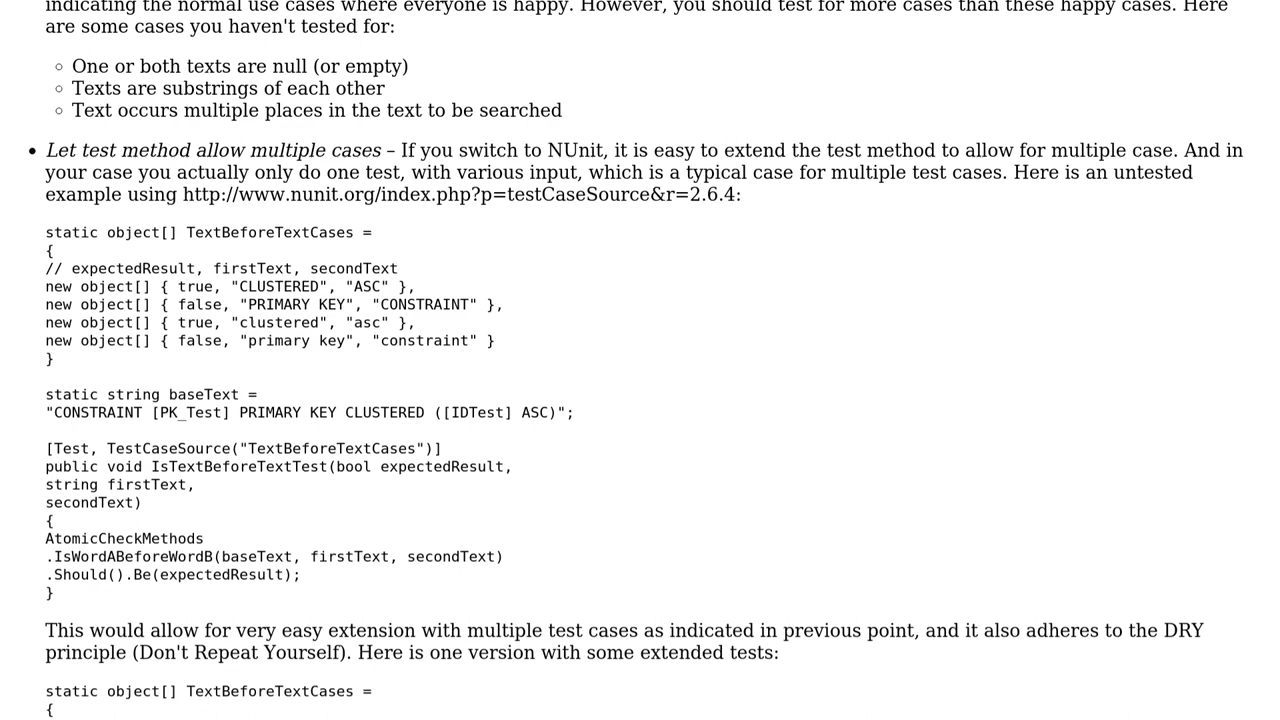 indicating the normal use cases where everyone is happy. However, you should test for more cases than these happy cases. Here
are some cases you haven't tested for:
◦ One or both texts are null (or empty)
◦ Texts are substrings of each other
◦ Text occurs multiple places in the text to be searched
• Let test method allow multiple cases – If you switch to NUnit, it is easy to extend the test method to allow for multiple case. And in
your case you actually only do one test, with various input, which is a typical case for multiple test cases. Here is an untested
example using http://www.nunit.org/index.php?p=testCaseSource&r=2.6.4:
static object[] TextBeforeTextCases =
{
// expectedResult, firstText, secondText
new object[] { true, "CLUSTERED", "ASC" },
new object[] { false, "PRIMARY KEY", "CONSTRAINT" },
new object[] { true, "clustered", "asc" },
new object[] { false, "primary key", "constraint" }
}
static string baseText =
"CONSTRAINT [PK_Test] PRIMARY KEY CLUSTERED ([IDTest] ASC)";
[Test, TestCaseSource("TextBeforeTextCases")]
public void IsTextBeforeTextTest(bool expectedResult,
string firstText,
secondText)
{
AtomicCheckMethods
.IsWordABeforeWordB(baseText, firstText, secondText)
.Should().Be(expectedResult);
}
This would allow for very easy extension with multiple test cases as indicated in previous point, and it also adheres to the DRY
principle (Don't Repeat Yourself). Here is one version with some extended tests:
static object[] TextBeforeTextCases =
{